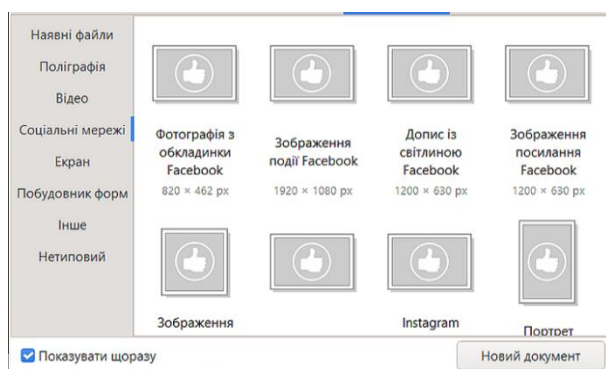 Наявні файли
Поліграфія
Відео
Соціальні мережі
Екран
Побудовник форм
Інше
Нетиповий
Фотографія з
обкладинки
Facebook
820 × 462 px
Зображення
події Facebook
1920 × 1080 px
Допис із
світлиною
Facebook
1200 × 630 px
Зображення
посилання
Facebook
1200 × 630 px
Зображення
Instagram
Портрет
Показувати щоразу
Новий документ